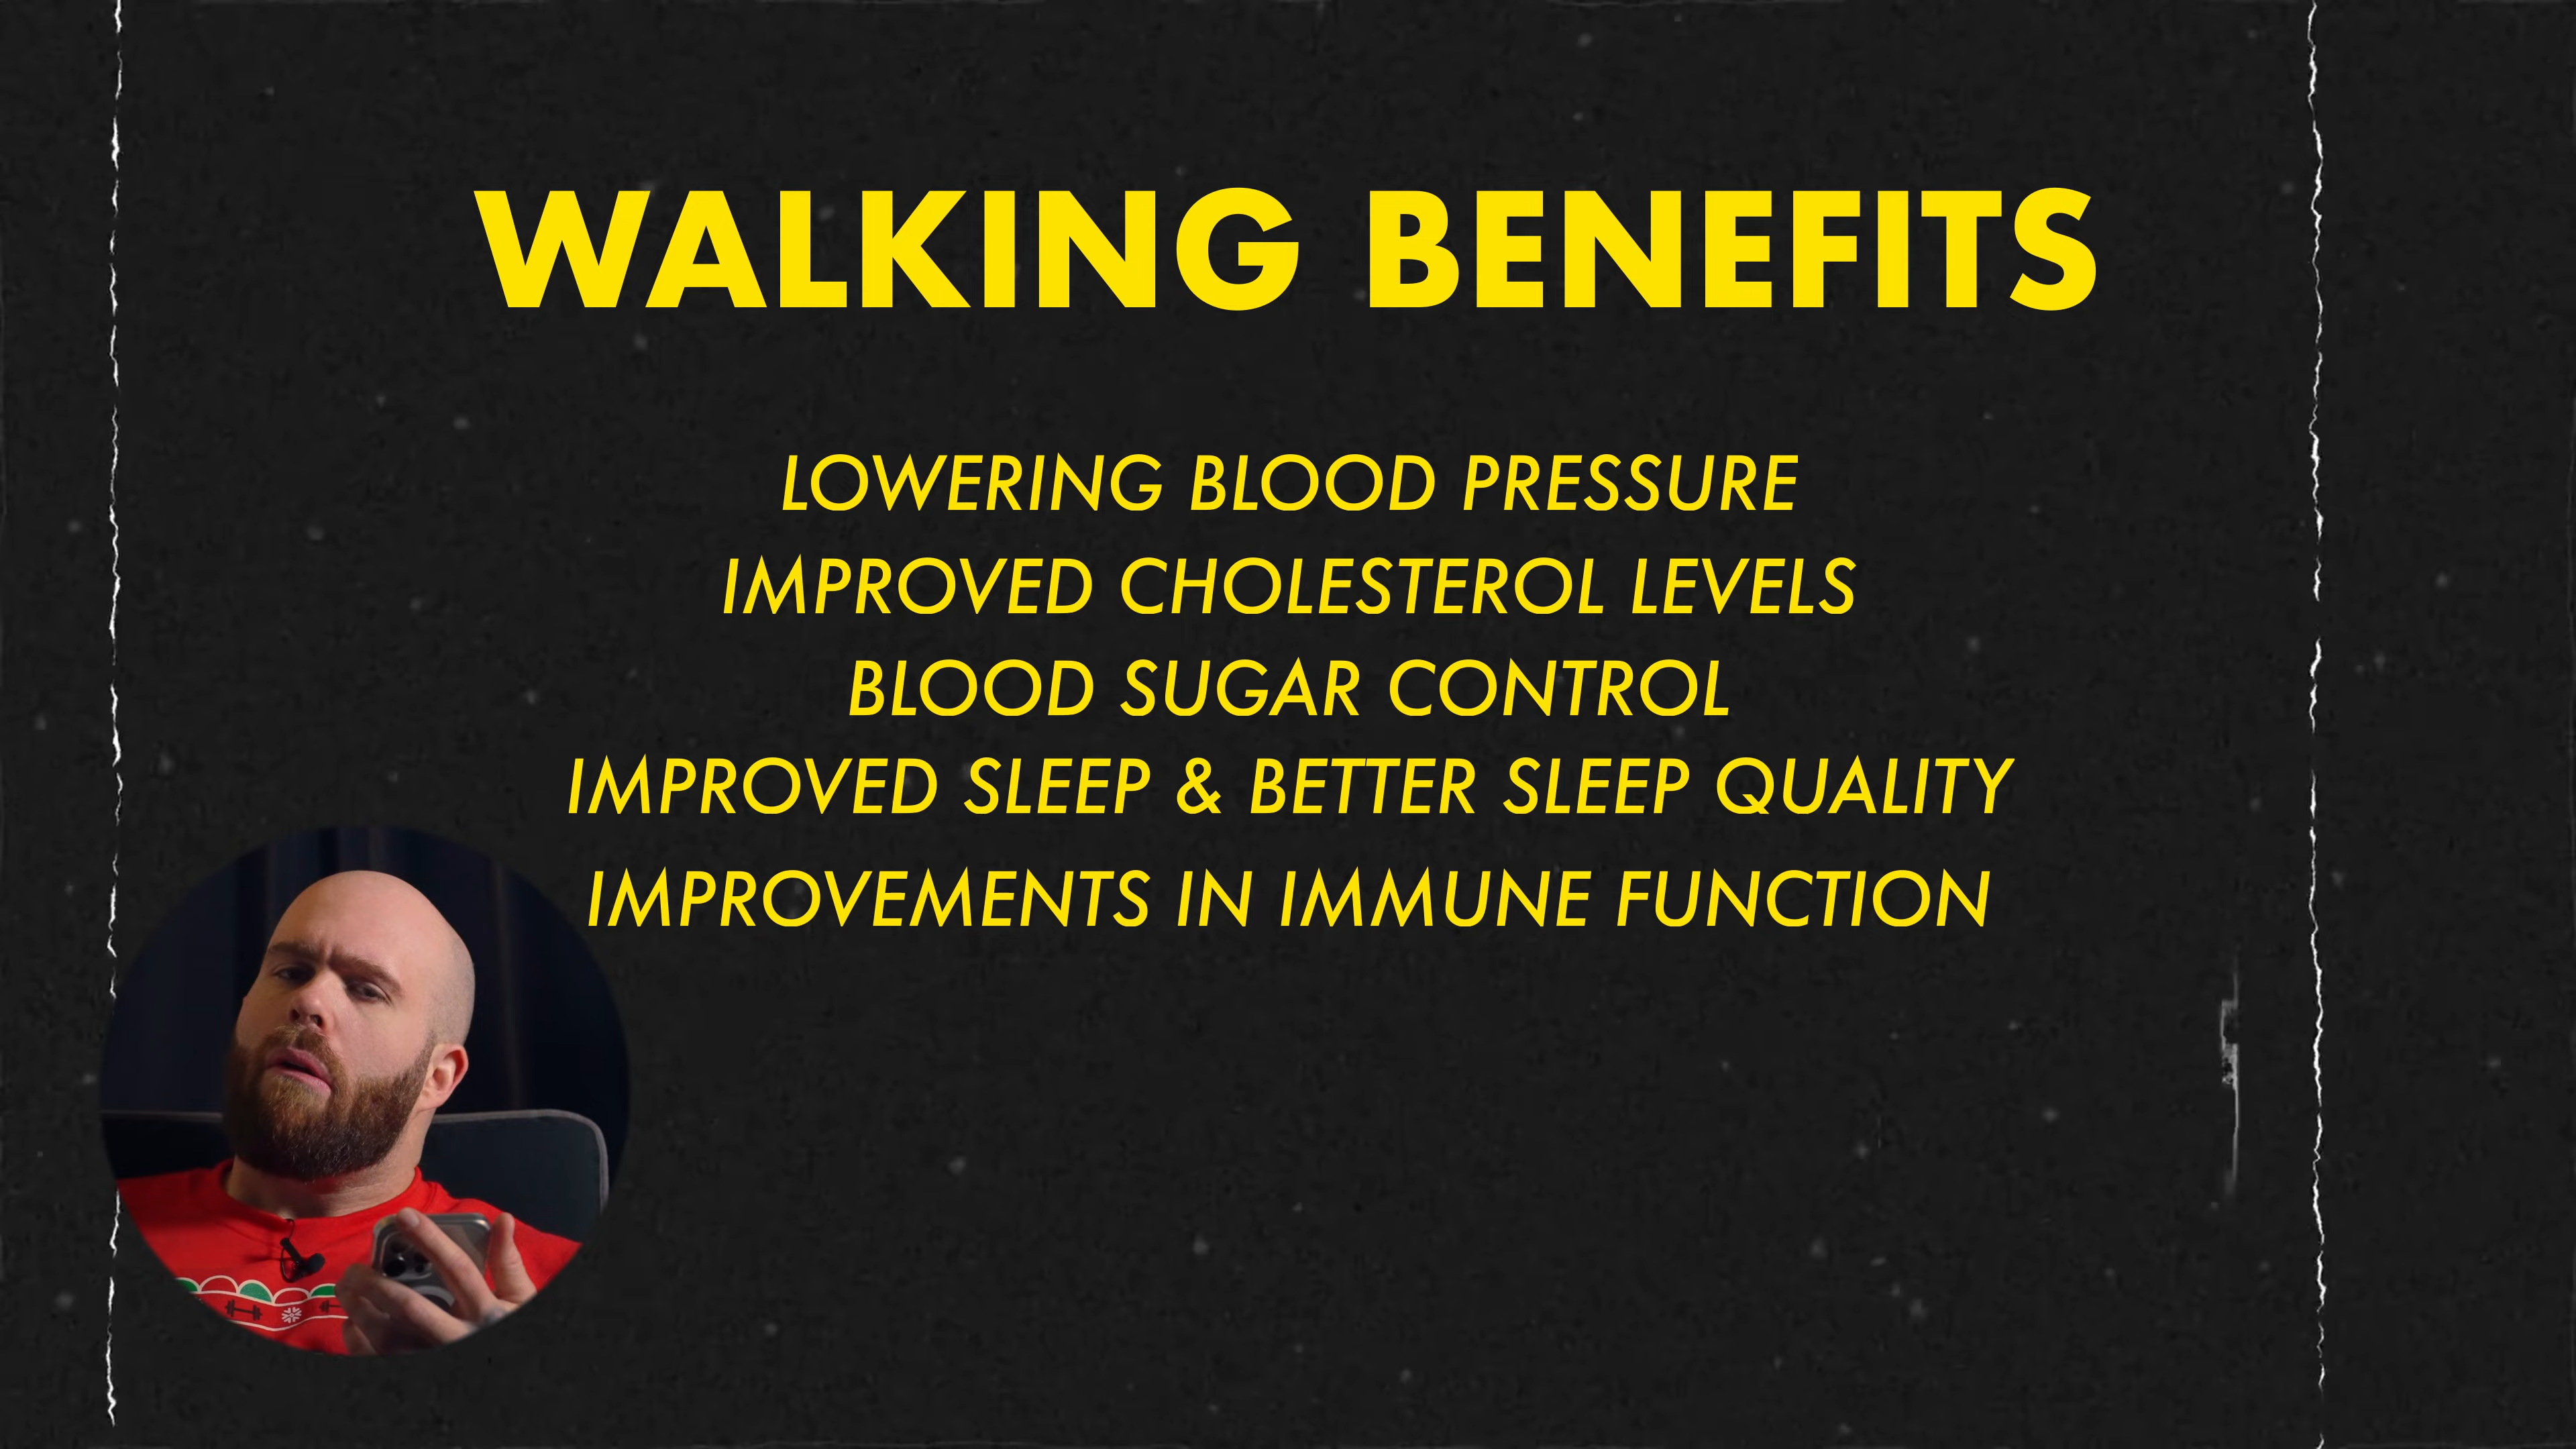 WALKING BENEFITS
LOWERING BLOOD PRESSURE
IMPROVED CHOLESTEROL LEVELS
BLOOD SUGAR CONTROL
IMPROVED SLEEP & BETTER SLEEP QUALITY
IMPROVEMENTS IN IMMUNE FUNCTION